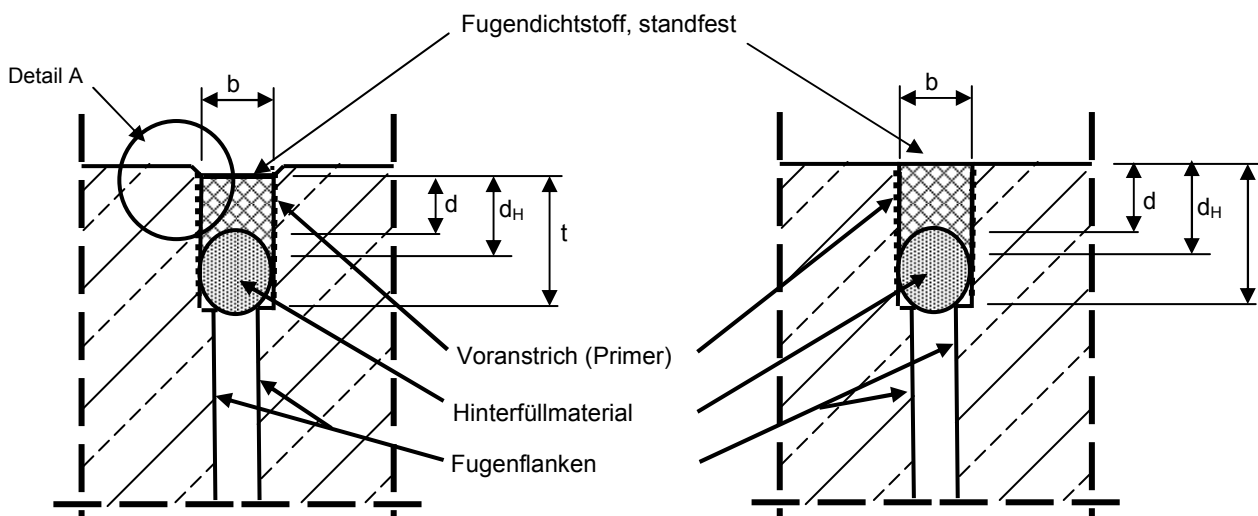 Fugendichtstoff, standfest
Detail A
b
b
d
dH
t
d
dH
Voranstrich (Primer)
Hinterfüllmaterial
Fugenflanken